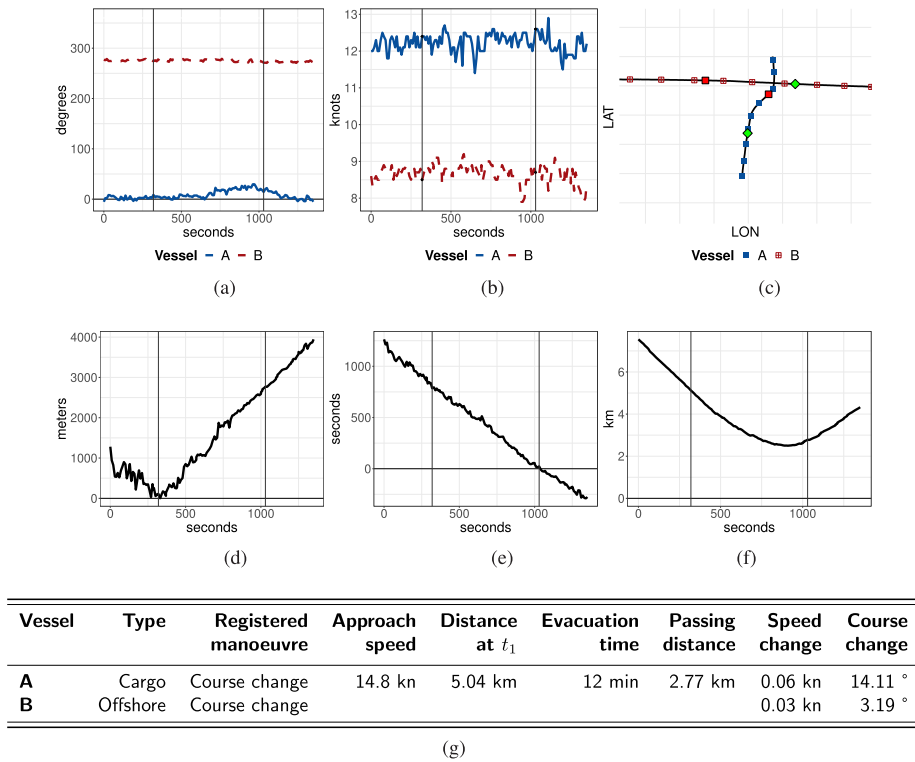 degrees
300
200
100
0
0
500
1000
seconds
Vessel A B
(a)
knots
13
12
11
10
9
8
0
500
1000
seconds
Vessel A B
(b)
LAT
LON
Vessel A B
(c)
meters
4000
3000
2000
1000
0
0
500
1000
seconds
(d)
seconds
1000
500
0
0
500
1000
seconds
(e)
km
6
4
2
0
0
500
1000
seconds
(f)
Vessel Type Registered Approach Distance Evacuation Passing Speed Course
manoeuvre speed at t1 time distance change change
A Cargo Course change 14.8 kn 5.04 km 12 min 2.77 km 0.06 kn 14.11 °
B Offshore Course change 0.03 kn 3.19 °
(g)